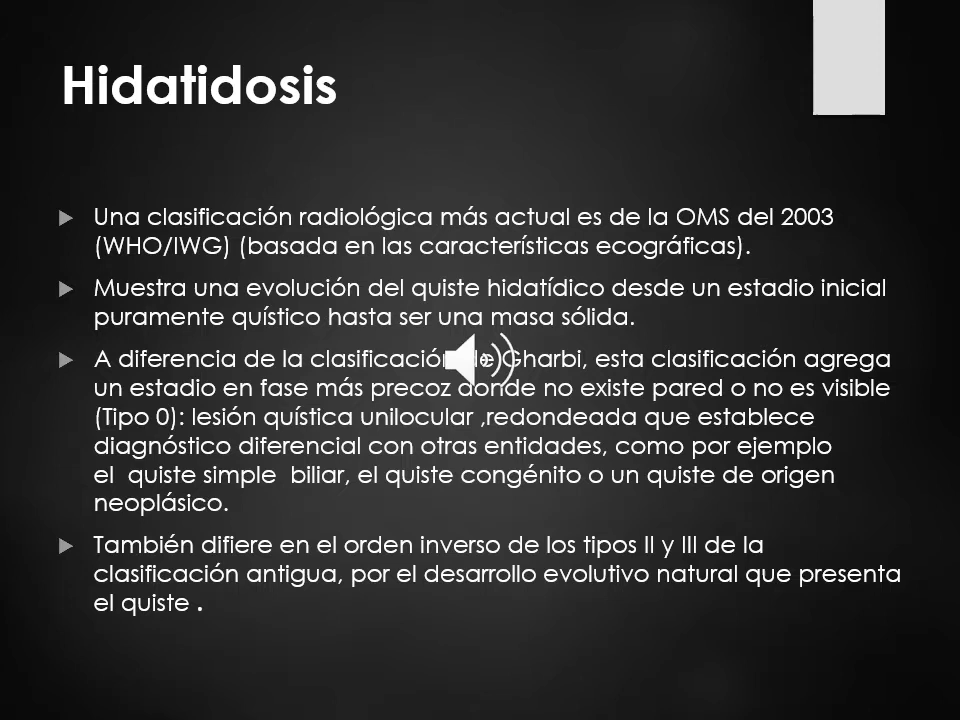 Hidatidosis
Una clasificación radiológica más actual es de la OMS del 2003
(WHO/IWG) (basada en las características ecográficas).
Muestra una evolución del quiste hidatídico desde un estadio inicial
puramente quístico hasta ser una masa sólida.
A diferencia de la clasificación de Gharbi, esta clasificación agrega
un estadio en fase más precoz donde no existe pared o no es visible
(Tipo 0): lesión quística unilocular ,redondeada que establece
diagnóstico diferencial con otras entidades, como por ejemplo
el  quiste simple  biliar, el quiste congénito o un quiste de origen
neoplásico.
También difiere en el orden inverso de los tipos II y III de la
clasificación antigua, por el desarrollo evolutivo natural que presenta
el quiste .